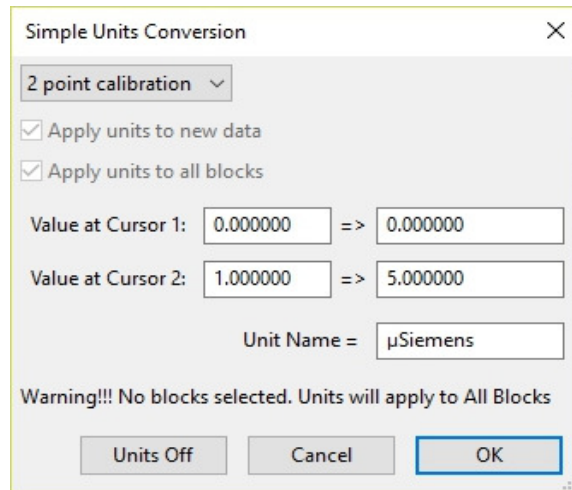 Simple Units Conversion
2 point calibration
Apply units to new data
Apply units to all blocks
Value at Cursor 1: 0.000000 => 0.000000
Value at Cursor 2: 1.000000 => 5.000000
Unit Name = µSiemens
Warning!!! No blocks selected. Units will apply to All Blocks
Units Off Cancel OK